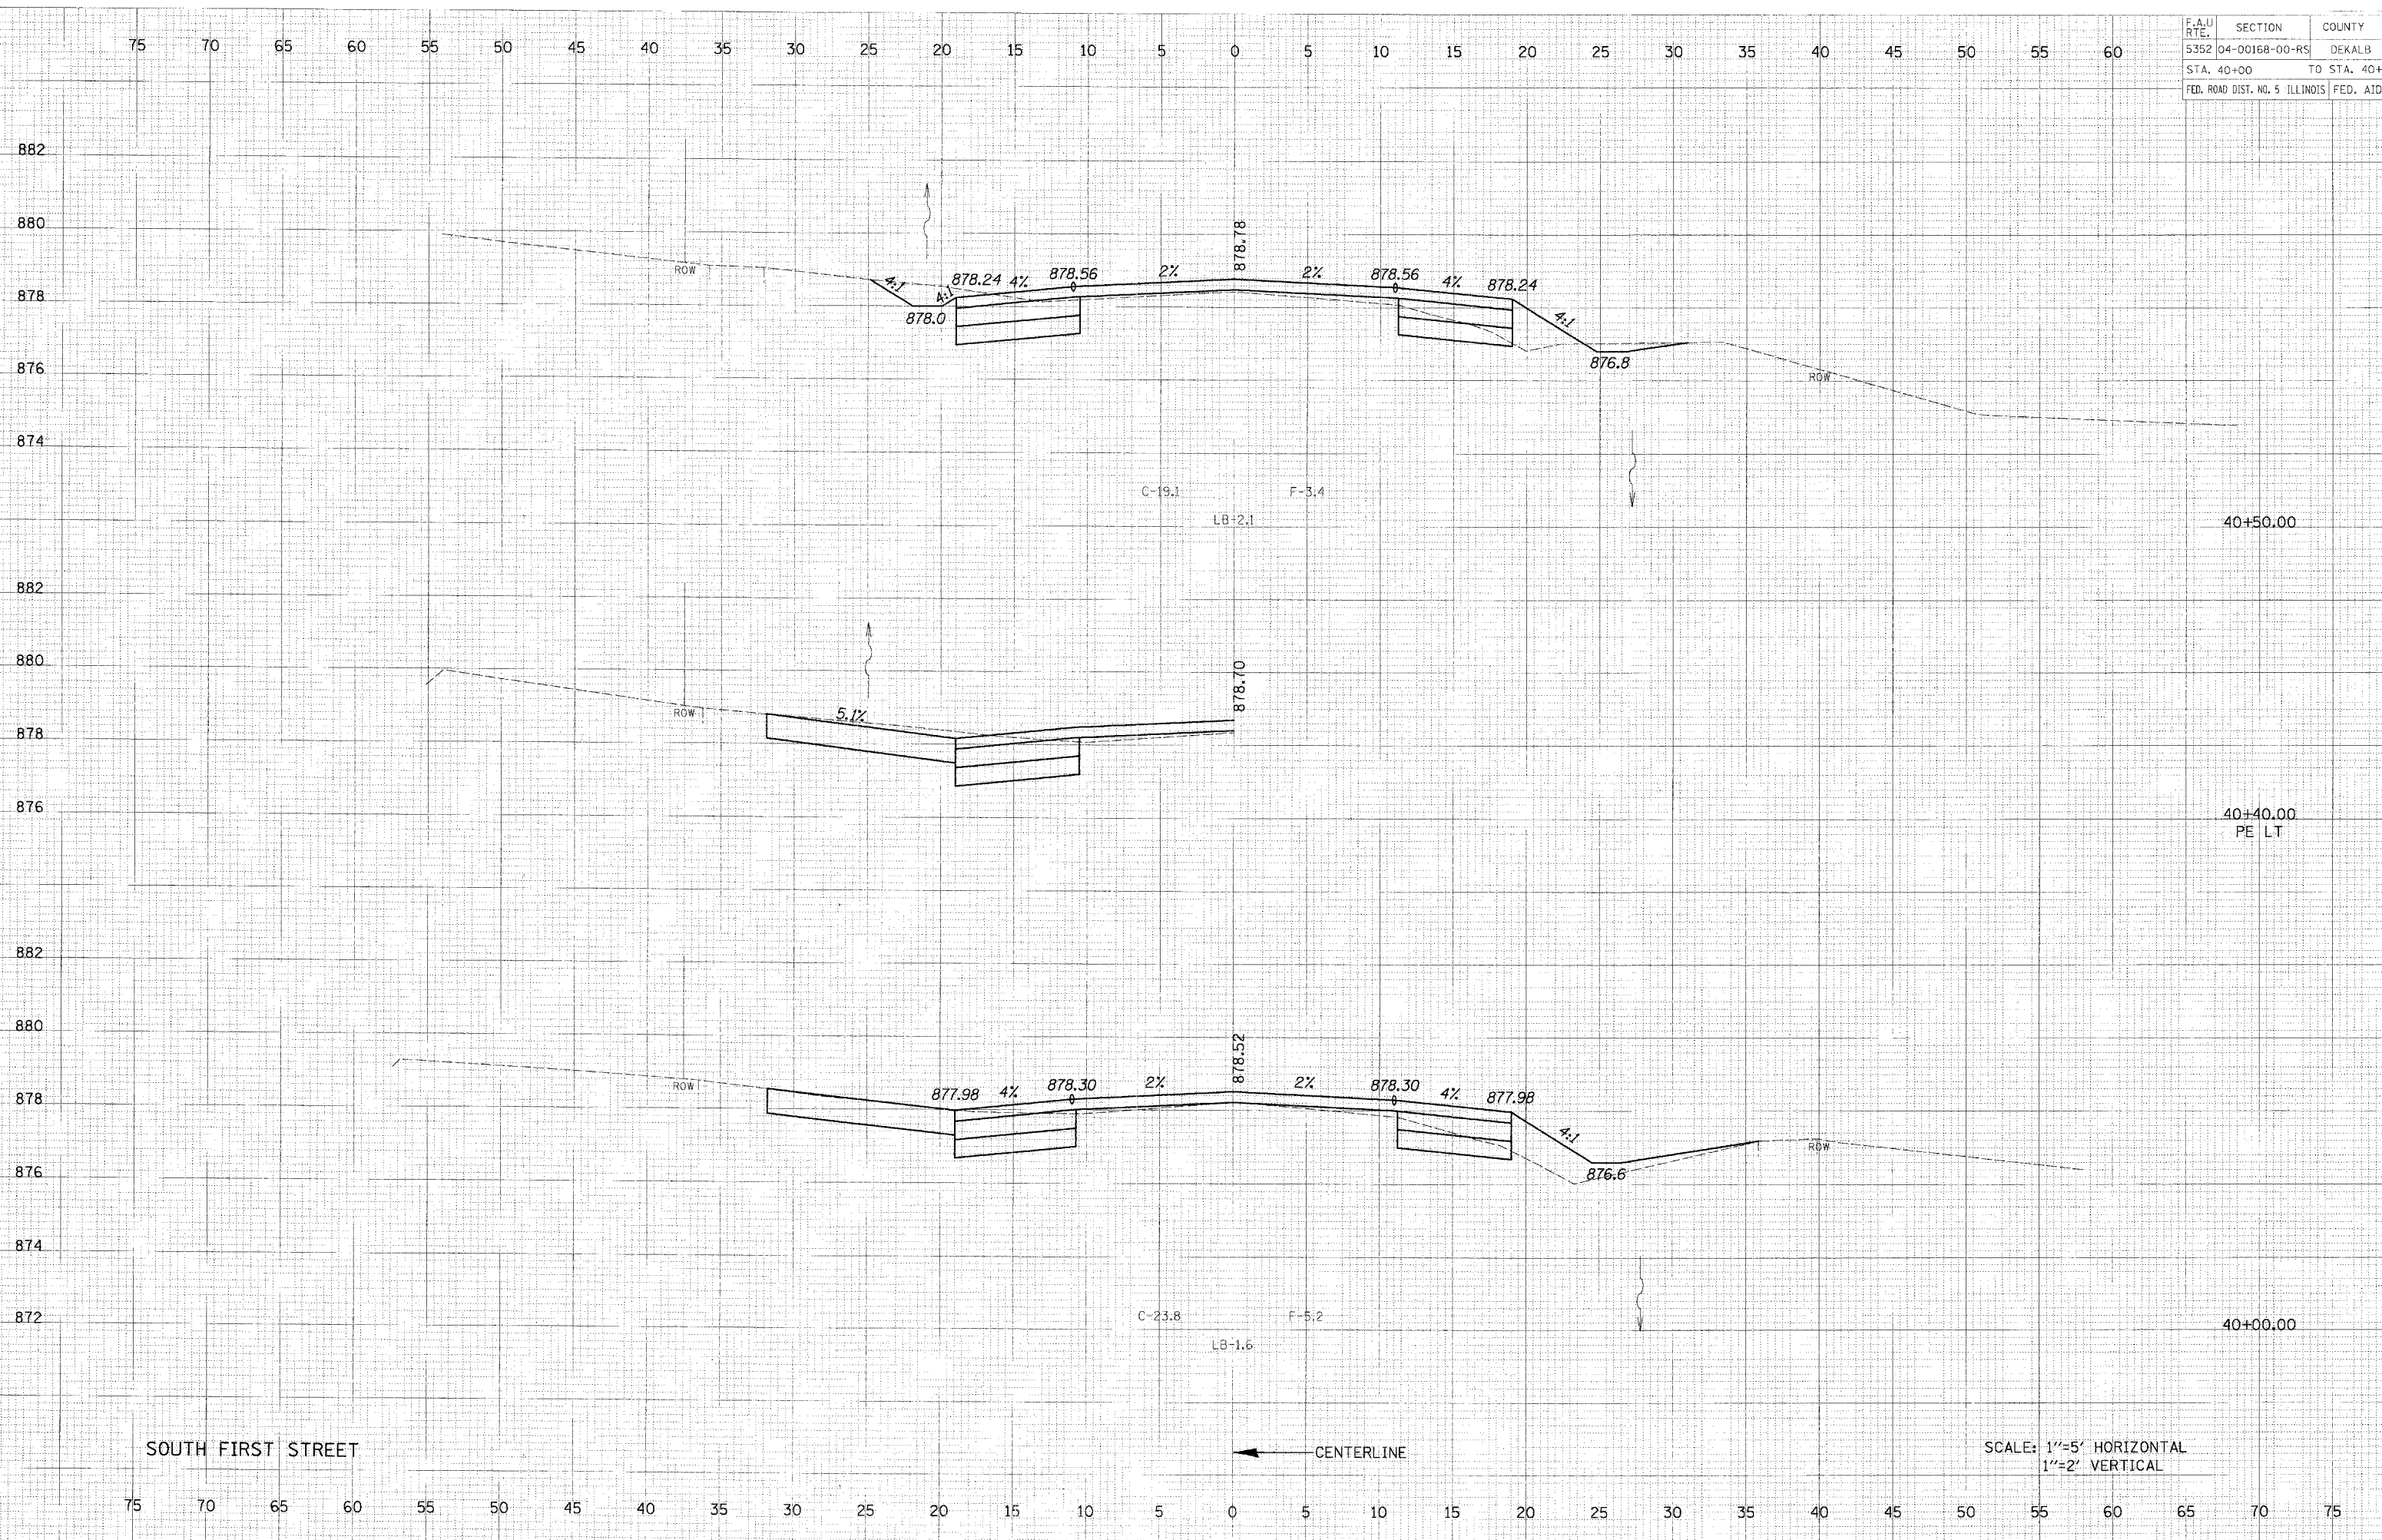 75 70 65 60 55 50 45 40 35 30 25 20 15 10 5 0 5 10 15 20 25 30 35 40 45 50 55 60
F.A.U RTE. SECTION COUNTY
5352 04-00168-00-RS DEKALB
STA. 40+00 TO STA. 40+
FED. ROAD DIST. NO. 5 ILLINOIS FED. AID
882
880
878
876
874
878.78
ROW 4:1 4:1 878.24 4% 878.56 2% 2% 878.56 4% 878.24
878.0
4:1
876.8
ROW
C-19.1 F-3.4
LB-2.1
40+50.00
882
880
878
876
878.70
ROW 5.1%
40+40.00
PE LT
882
880
878
876
874
872
878.52
ROW 877.98 4% 878.30 2% 2% 878.30 4% 877.98
4:1
876.6
ROW
C-23.8 F-5.2
LB-1.6
40+00.00
SOUTH FIRST STREET
CENTERLINE
SCALE: 1"=5' HORIZONTAL
1"=2' VERTICAL
75 70 65 60 55 50 45 40 35 30 25 20 15 10 5 0 5 10 15 20 25 30 35 40 45 50 55 60 65 70 75